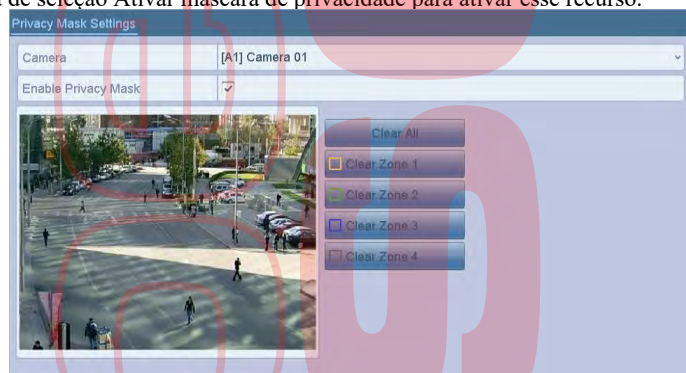 de seleção Ativar máscara de privacidade para ativar esse recurso.
Privacy Mask Settings
Camera [A1] Camera 01
Enable Privacy Mask
Clear All
Clear Zone 1
Clear Zone 2
Clear Zone 3
Clear Zone 4